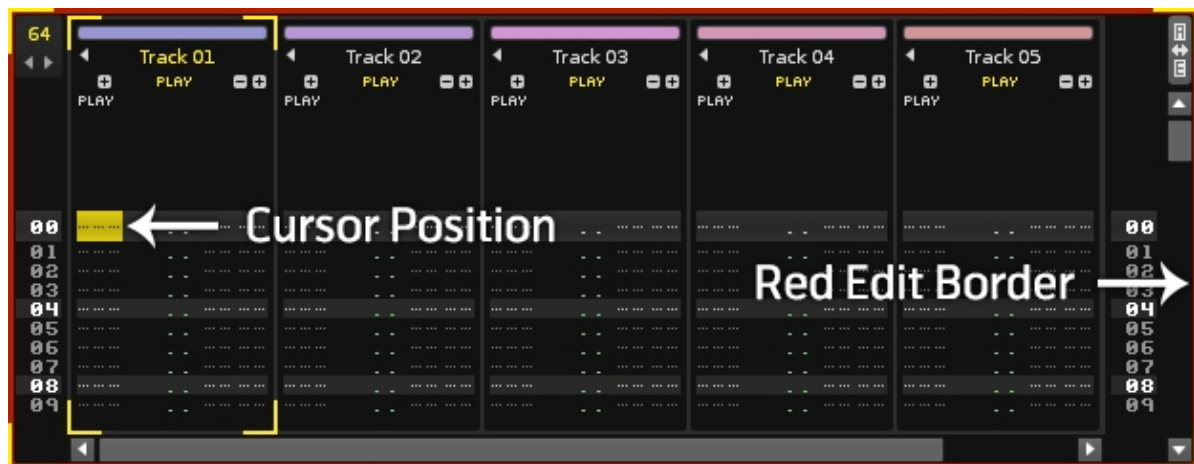 64
Track 01 Track 02 Track 03 Track 04 Track 05
PLAY PLAY PLAY PLAY PLAY
PLAY PLAY PLAY PLAY PLAY
A
E
00 Cursor Position 00
01 01
02 Red Edit Border 02
03 03
04 04
05 05
06 06
07 07
08 08
09 09